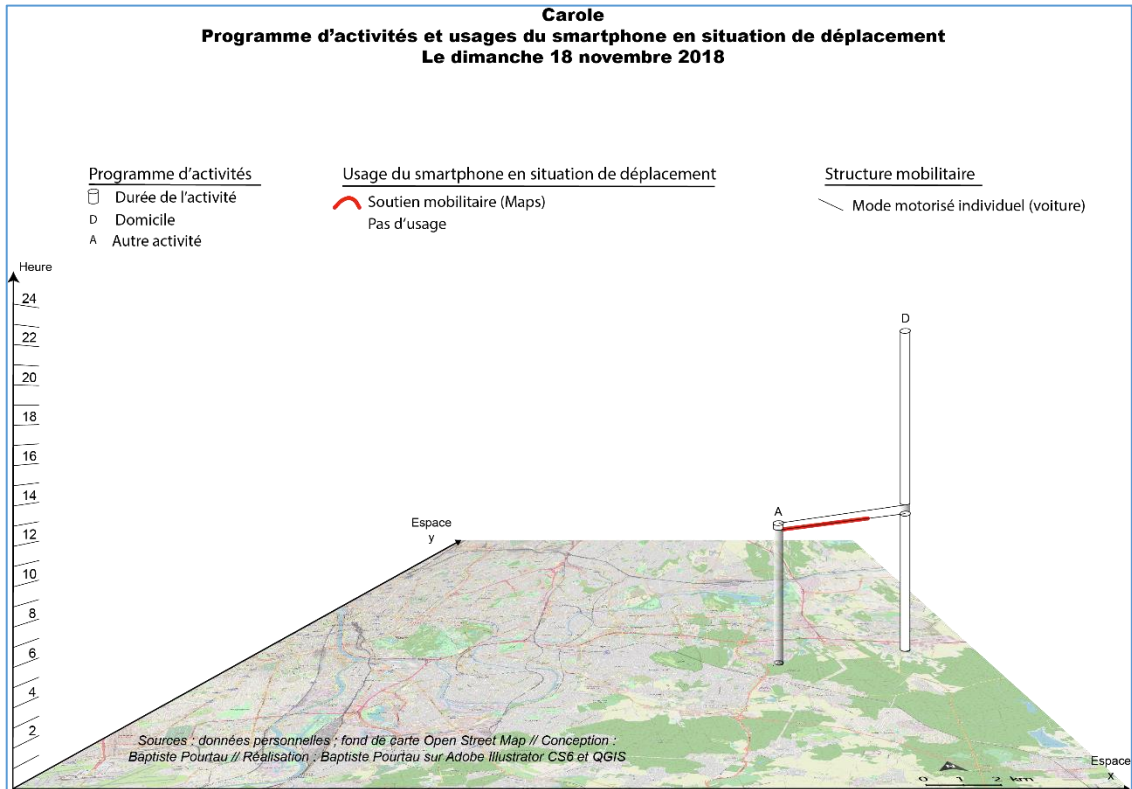 Carole
Programme d'activités et usages du smartphone en situation de déplacement
Le dimanche 18 novembre 2018
Programme d'activités
Durée de l'activité
D Domicile
A Autre activité
Usage du smartphone en situation de déplacement
Soutien mobilitaire (Maps)
Pas d'usage
Structure mobilitaire
Mode motorisé individuel (voiture)
Heure
24
22
20
18
16
14
12
10
8
6
4
2
D
A
Espace
y
Sources : données personnelles ; fond de carte Open Street Map // Conception :
Baptiste Pourtau // Réalisation : Baptiste Pourtau sur Adobe Illustrator CS6 et QGIS
0 1 2 km
Espace
x